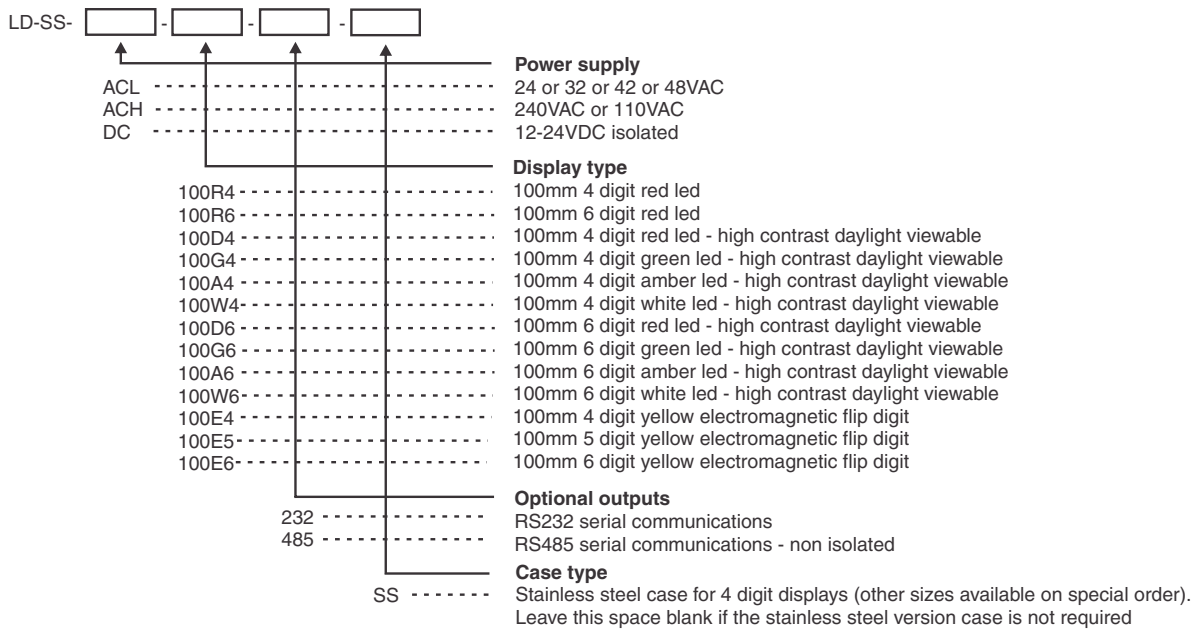 LD-SS- - - -
Power supply
ACL 24 or 32 or 42 or 48VAC
ACH 240VAC or 110VAC
DC 12-24VDC isolated
Display type
100R4 100mm 4 digit red led
100R6 100mm 6 digit red led
100D4 100mm 4 digit red led - high contrast daylight viewable
100G4 100mm 4 digit green led - high contrast daylight viewable
100A4 100mm 4 digit amber led - high contrast daylight viewable
100W4 100mm 4 digit white led - high contrast daylight viewable
100D6 100mm 6 digit red led - high contrast daylight viewable
100G6 100mm 6 digit green led - high contrast daylight viewable
100A6 100mm 6 digit amber led - high contrast daylight viewable
100W6 100mm 6 digit white led - high contrast daylight viewable
100E4 100mm 4 digit yellow electromagnetic flip digit
100E5 100mm 5 digit yellow electromagnetic flip digit
100E6 100mm 6 digit yellow electromagnetic flip digit
Optional outputs
232 RS232 serial communications
485 RS485 serial communications - non isolated
Case type
SS Stainless steel case for 4 digit displays (other sizes available on special order).
Leave this space blank if the stainless steel version case is not required